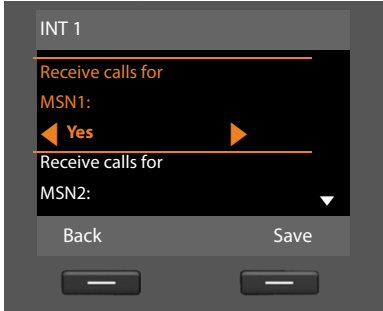 INT 1
Receive calls for
MSN1:
Yes
Receive calls for
MSN2:
Back Save